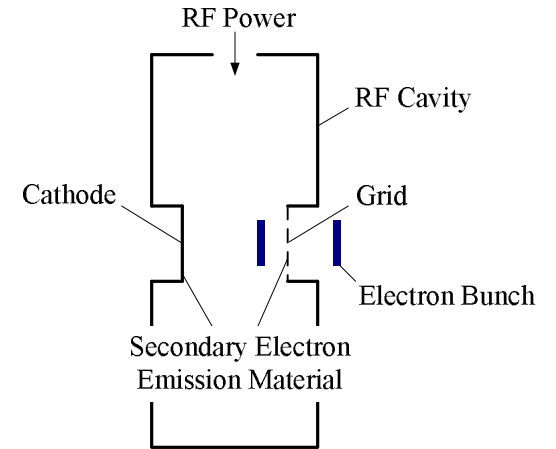 RF Power
RF Cavity
Cathode
Grid
Electron Bunch
Secondary Electron
Emission Material